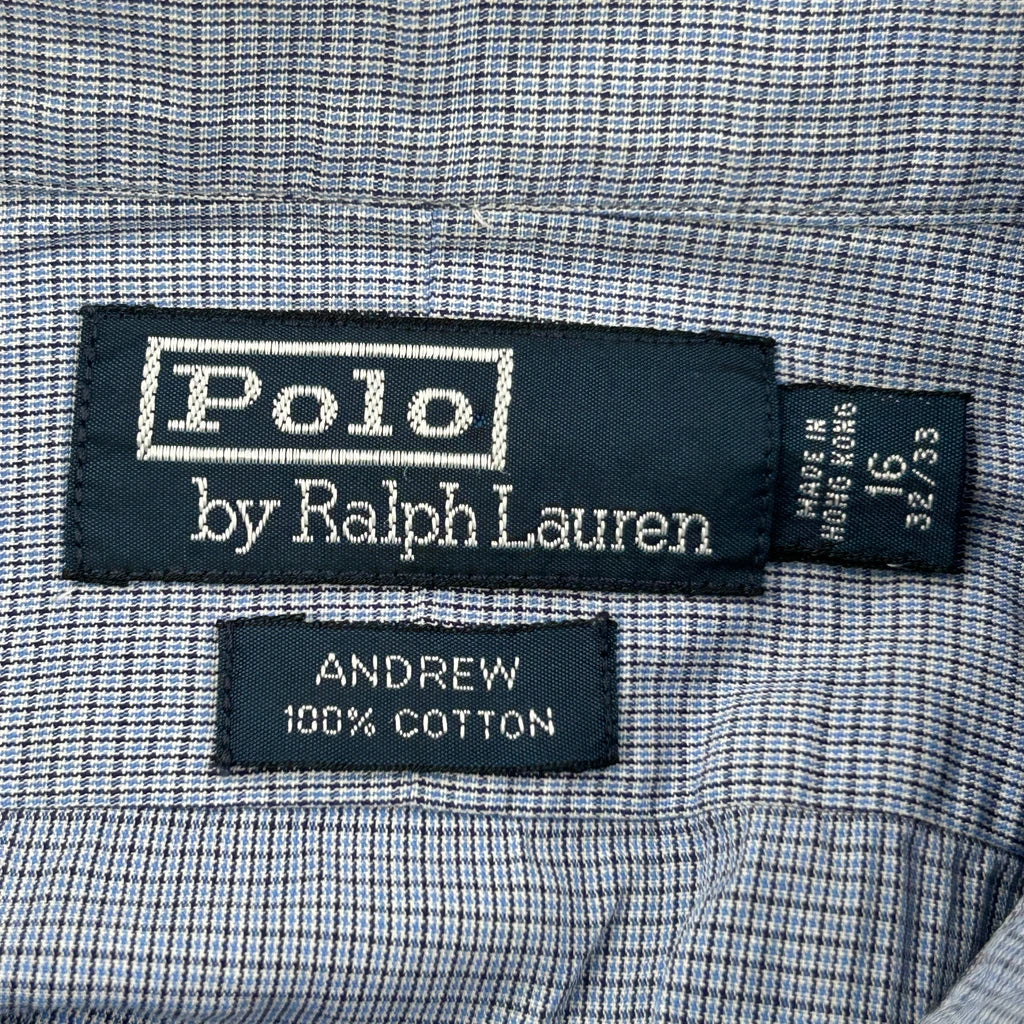 Polo
by Ralph Lauren
MADE IN
HONG KONG
16
32/33
ANDREW
100% COTTON